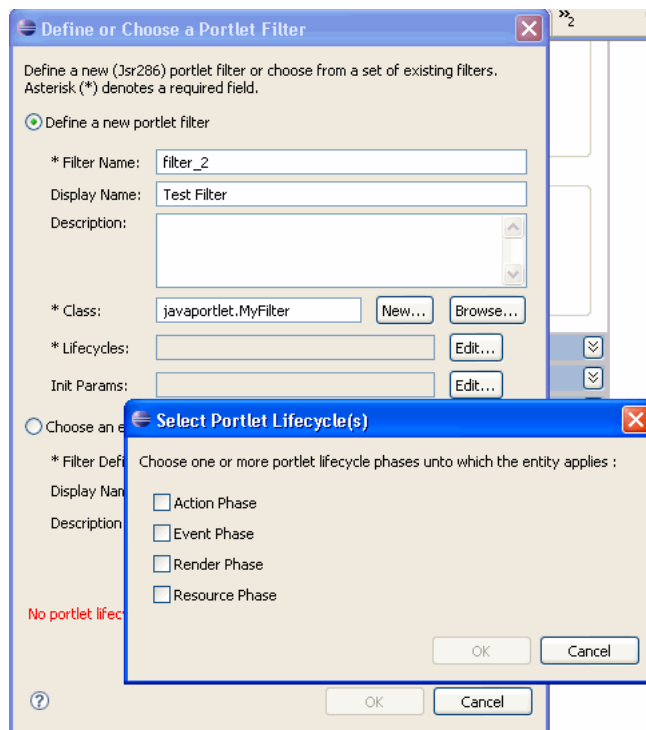 Define or Choose a Portlet Filter
»2
Define a new (Jsr286) portlet filter or choose from a set of existing filters.
Asterisk (*) denotes a required field.
Define a new portlet filter
* Filter Name: filter_2
Display Name: Test Filter
Description:
* Class: javaportlet.MyFilter New... Browse...
* Lifecycles: Edit...
Init Params: Edit...
Choose an e
* Filter Defi
Display Nam
Description
No portlet lifecy
Select Portlet Lifecycle(s)
Choose one or more portlet lifecycle phases unto which the entity applies :
Action Phase
Event Phase
Render Phase
Resource Phase
OK Cancel
? OK Cancel